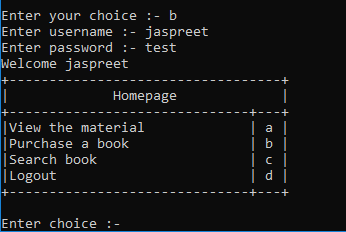 Enter your choice :- b
Enter username :- jaspreet
Enter password :- test
Welcome jaspreet
+----------------------------------+
|             Homepage             |
+------------------------------+---+
|View the material             | a |
|Purchase a book               | b |
|Search book                   | c |
|Logout                        | d |
+------------------------------+---+
Enter choice :-